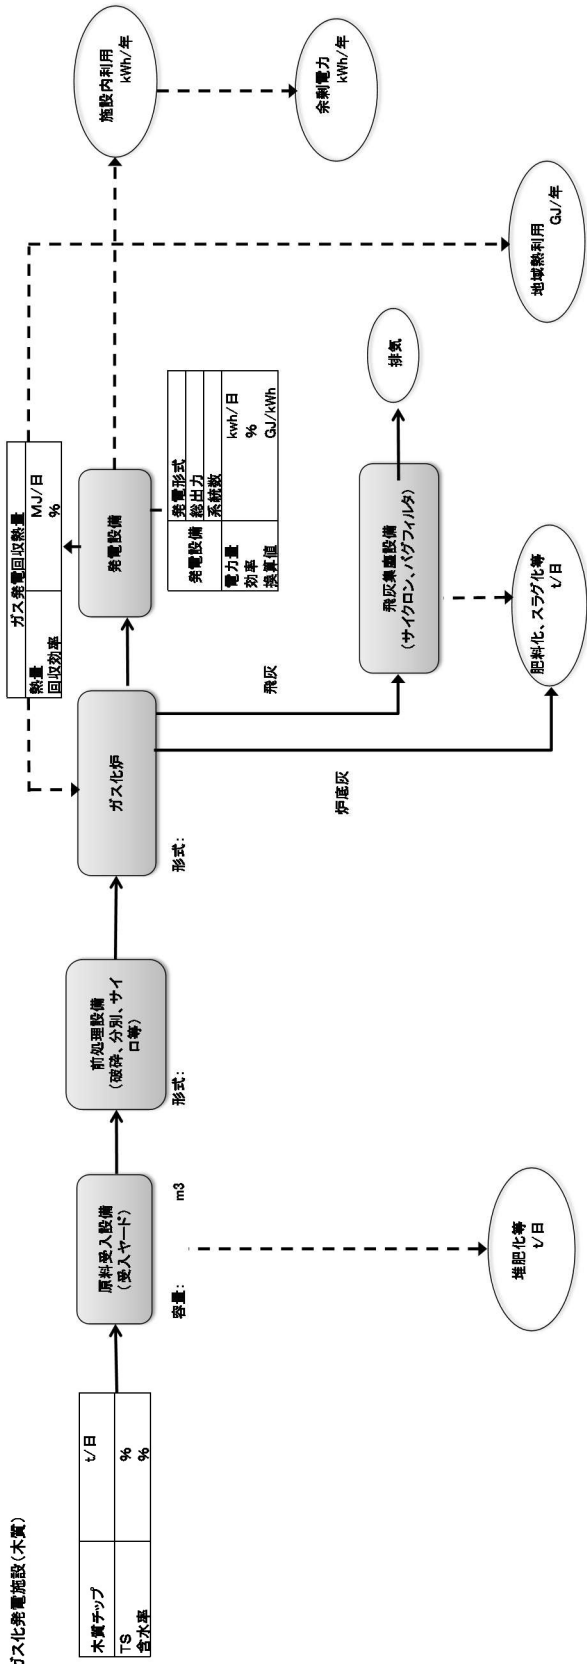 ガス化発電施設(木質)
木質チップ t/日
TS %
含水率 %
原料受入設備
(受入ヤード)
容量: m3
堆肥化等
t/日
前処理設備
(破砕、分別、サイ
ロ等)
形式:
ガス化炉
形式:
ガス発電回収熱量
熱量 MJ/日
回収効率 %
発電設備
発電設備 発電形式
総出力
系統数
電力量 kwh/日
効率 %
換算値 GJ/kWh
飛灰
炉底灰
飛灰集塵設備
(サイクロン、バグフィルタ)
排気
肥料化、スラグ化等
t/日
施設内利用
kWh/年
余剰電力
kWh/年
地域熱利用
GJ/年